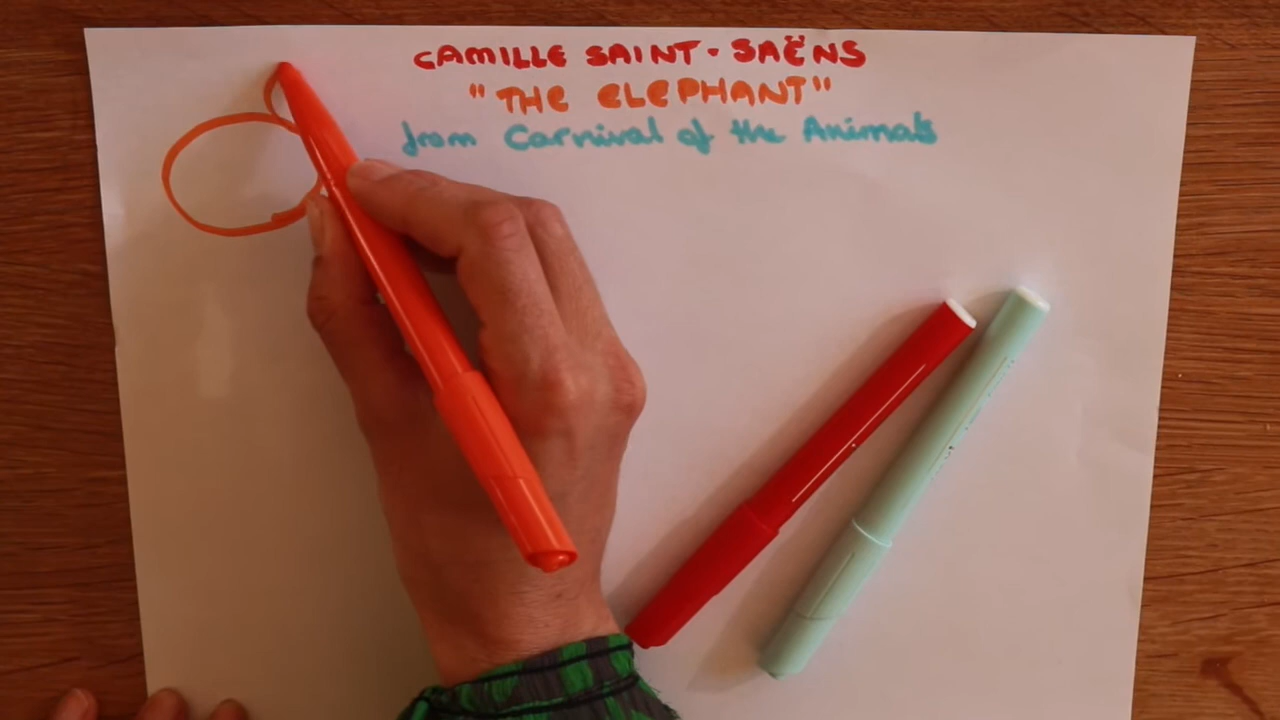 CAMILLE SAINT-SAËNS
"THE ELEPHANT"
from Carnival of the Animals